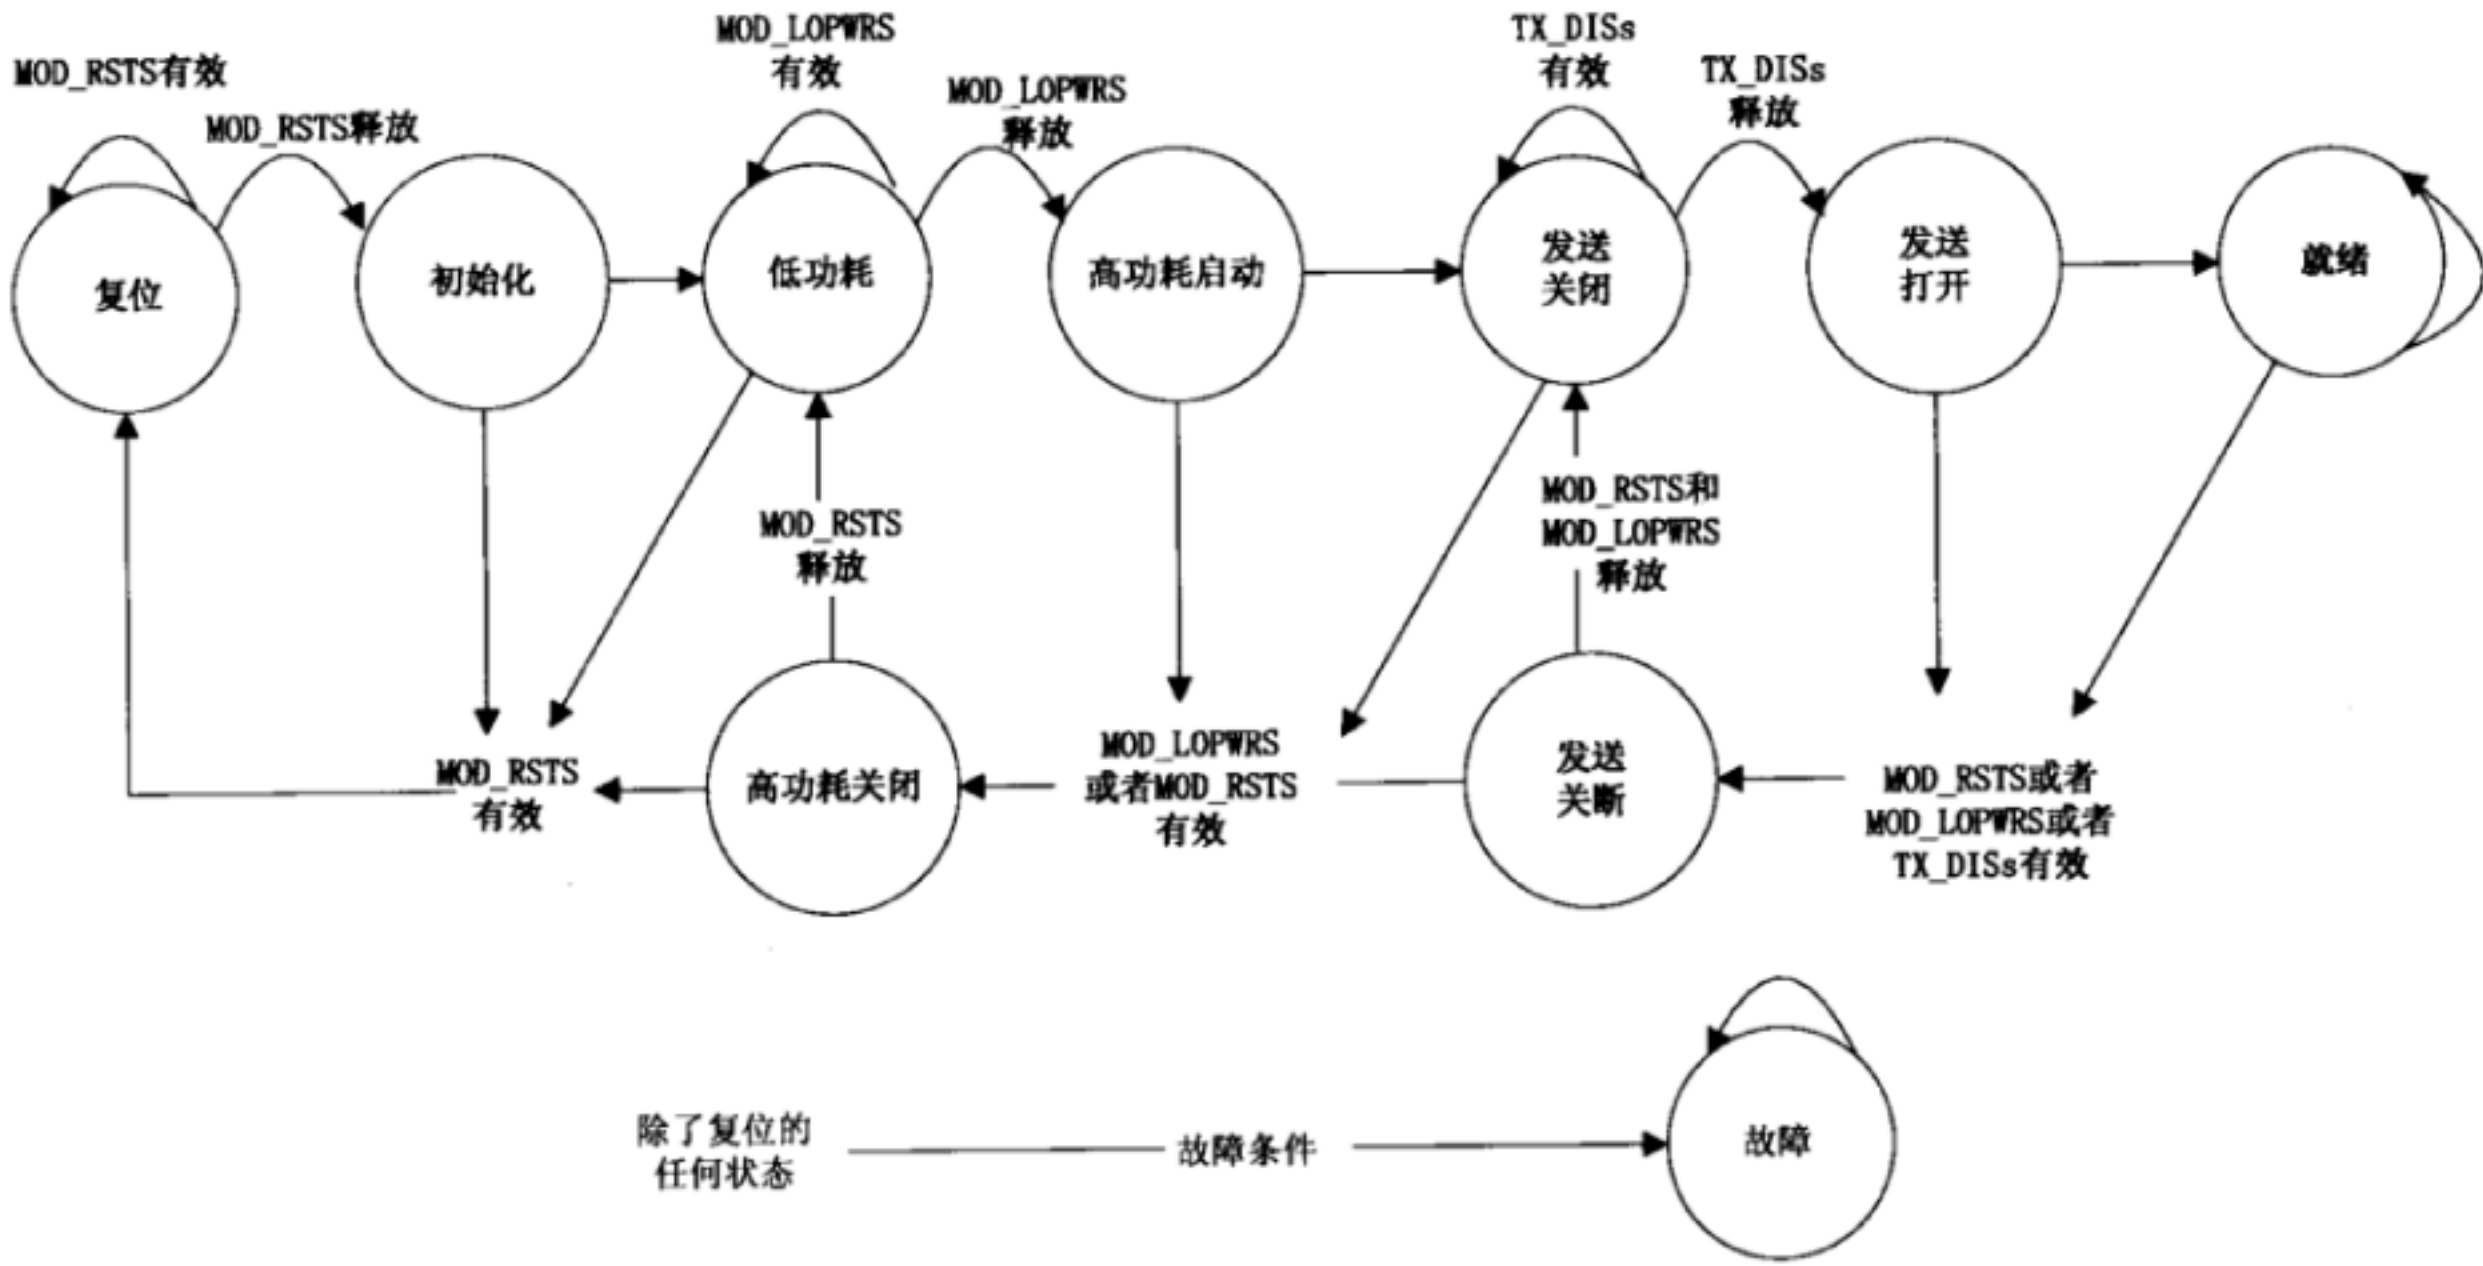 MOD_RSTS有效
MOD_RSTS释放
MOD_LOPWRS
有效
MOD_LOPWRS
释放
TX_DISs
有效
TX_DISs
释放
复位
初始化
低功耗
高功耗启动
发送
关闭
发送
打开
就绪
MOD_RSTS
释放
MOD_RSTS和
MOD_LOPWRS
释放
MOD_RSTS
有效
高功耗关闭
MOD_LOPWRS
或者MOD_RSTS
有效
发送
关断
MOD_RSTS或者
MOD_LOPWRS或者
TX_DISs有效
除了复位的
任何状态
故障条件
故障